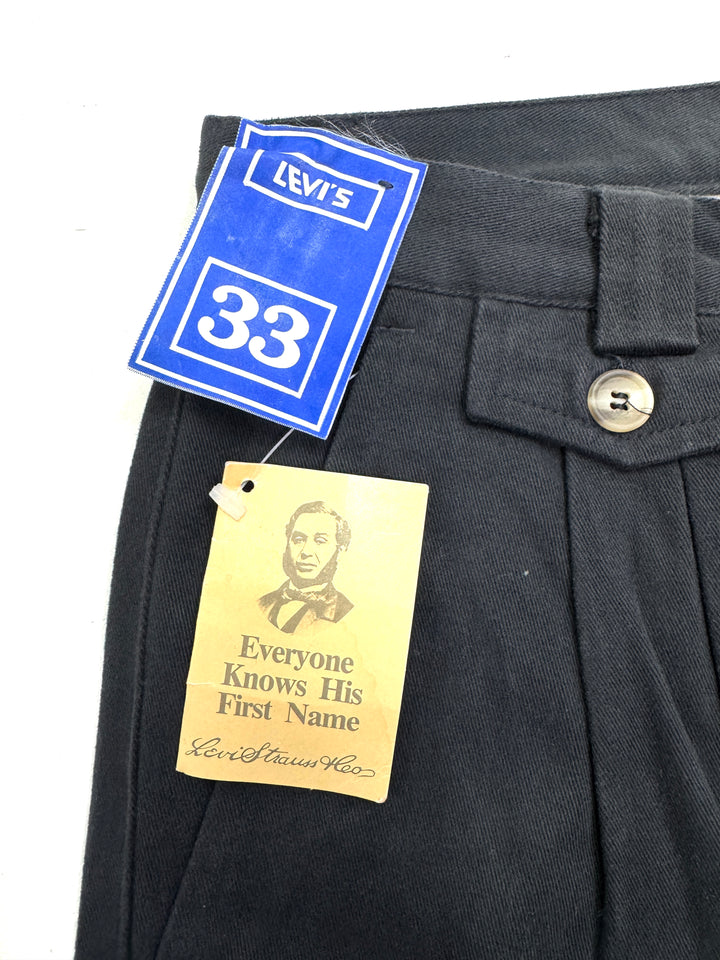 LEVI'S
33
Everyone
Knows His
First Name
Levi Strauss & Co